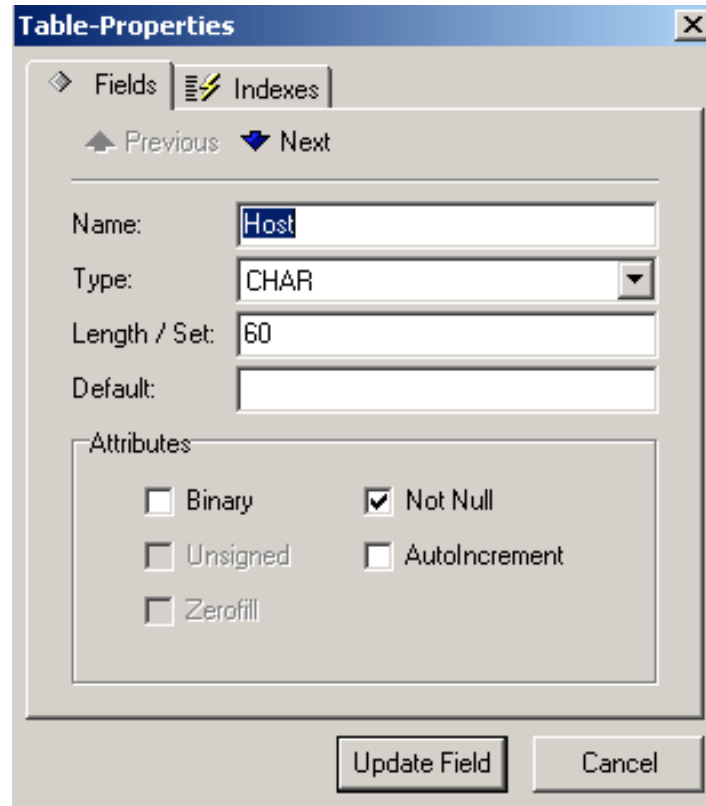 Table-Properties
Fields Indexes
Previous Next
Name: Host
Type: CHAR
Length / Set: 60
Default:
Attributes
Binary Not Null
Unsigned AutoIncrement
Zerofill
Update Field Cancel